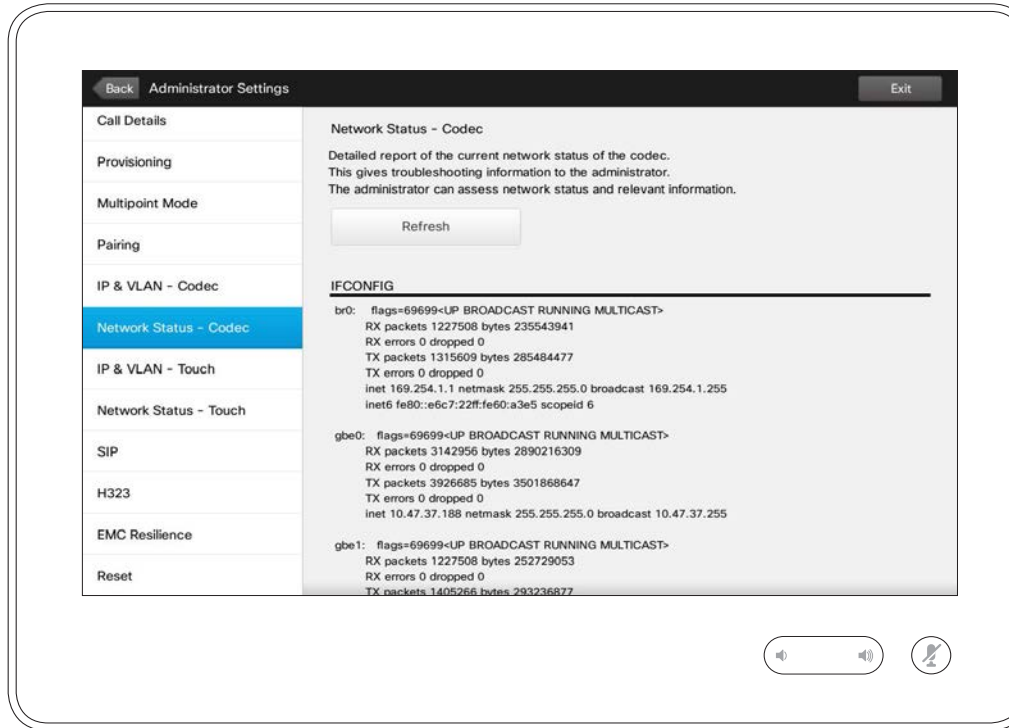 Back Administrator Settings Exit
Call Details
Provisioning
Multipoint Mode
Pairing
IP & VLAN - Codec
Network Status - Codec
IP & VLAN - Touch
Network Status - Touch
SIP
H323
EMC Resilience
Reset
Network Status - Codec
Detailed report of the current network status of the codec.
This gives troubleshooting information to the administrator.
The administrator can assess network status and relevant information.
Refresh
IFCONFIG
br0: flags=69699<UP BROADCAST RUNNING MULTICAST>
RX packets 1227508 bytes 235543941
RX errors 0 dropped 0
TX packets 1315609 bytes 285484477
TX errors 0 dropped 0
inet 169.254.1.1 netmask 255.255.255.0 broadcast 169.254.1.255
inet6 fe80::e6c7:22ff:fe60:a3e5 scopeid 6
gbe0: flags=69699<UP BROADCAST RUNNING MULTICAST>
RX packets 3142956 bytes 2890216309
RX errors 0 dropped 0
TX packets 3926685 bytes 3501868647
TX errors 0 dropped 0
inet 10.47.37.188 netmask 255.255.255.0 broadcast 10.47.37.255
gbe1: flags=69699<UP BROADCAST RUNNING MULTICAST>
RX packets 1227508 bytes 252729053
RX errors 0 dropped 0
TX packets 1405266 bytes 293236877